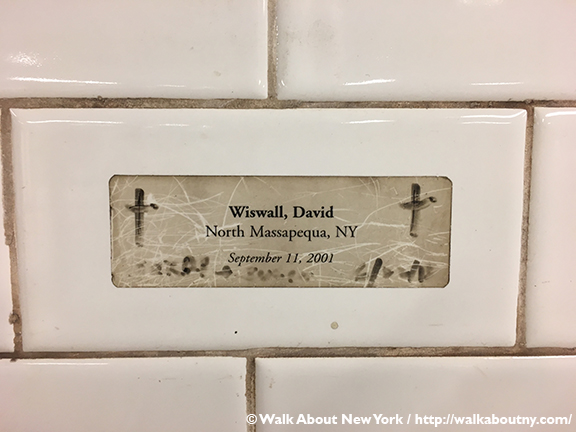 Wiswall, David
North Massapequa, NY
September 11, 2001
© Walk About New York / http://walkaboutny.com/